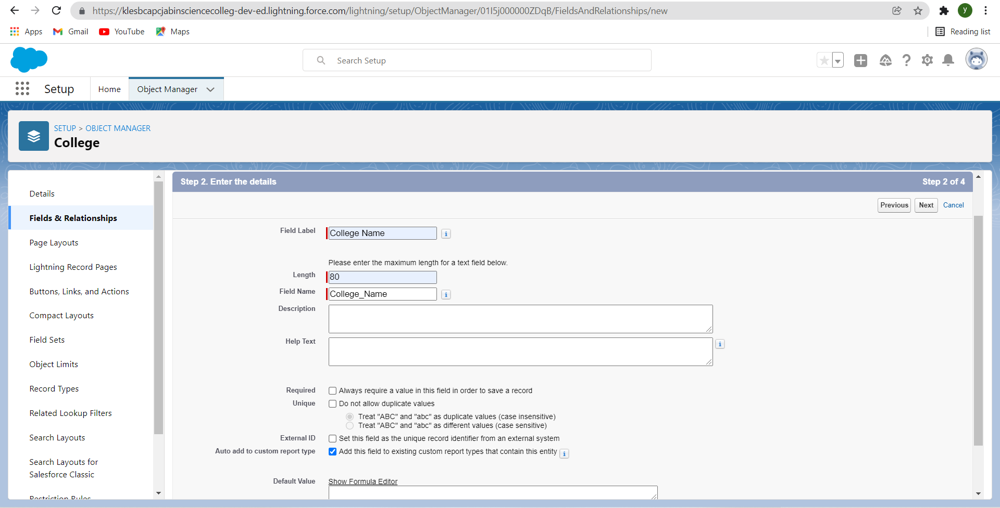 https://klesbcapcjabinsciencecolleg-dev-ed.lightning.force.com/lightning/setup/ObjectManager/01I5j000000ZDqB/FieldsAndRelationships/new
y
Apps
Gmail
YouTube
Maps
Reading list
Search Setup
Setup
Home
Object Manager
SETUP > OBJECT MANAGER
College
Details
Fields & Relationships
Page Layouts
Lightning Record Pages
Buttons, Links, and Actions
Compact Layouts
Field Sets
Object Limits
Record Types
Related Lookup Filters
Search Layouts
Search Layouts for
Salesforce Classic
Restriction Rules
Step 2. Enter the details
Step 2 of 4
Previous
Next
Cancel
Field Label
College Name
i
Please enter the maximum length for a text field below.
Length
80
Field Name
College_Name
i
Description
Help Text
i
Required
Always require a value in this field in order to save a record
Unique
Do not allow duplicate values
Treat "ABC" and "abc" as duplicate values (case insensitive)
Treat "ABC" and "abc" as different values (case sensitive)
External ID
Set this field as the unique record identifier from an external system
Auto add to custom report type
Add this field to existing custom report types that contain this entity
i
Default Value
Show Formula Editor